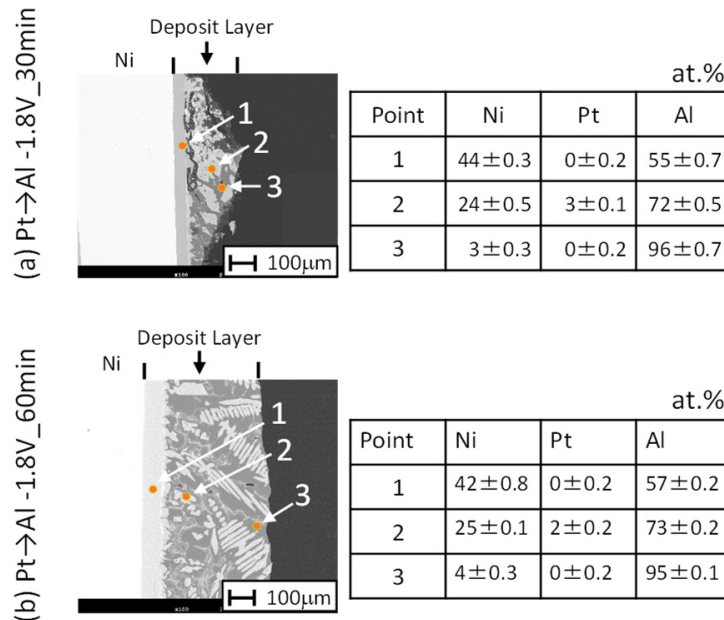 (a) Pt→Al -1.8V_30min
Deposit Layer
Ni
1
2
3
100μm
x100
at.%
Point Ni Pt Al
1 44±0.3 0±0.2 55±0.7
2 24±0.5 3±0.1 72±0.5
3 3±0.3 0±0.2 96±0.7
(b) Pt→Al -1.8V_60min
Deposit Layer
Ni
1
2
3
100μm
x100
at.%
Point Ni Pt Al
1 42±0.8 0±0.2 57±0.2
2 25±0.1 2±0.2 73±0.2
3 4±0.3 0±0.2 95±0.1